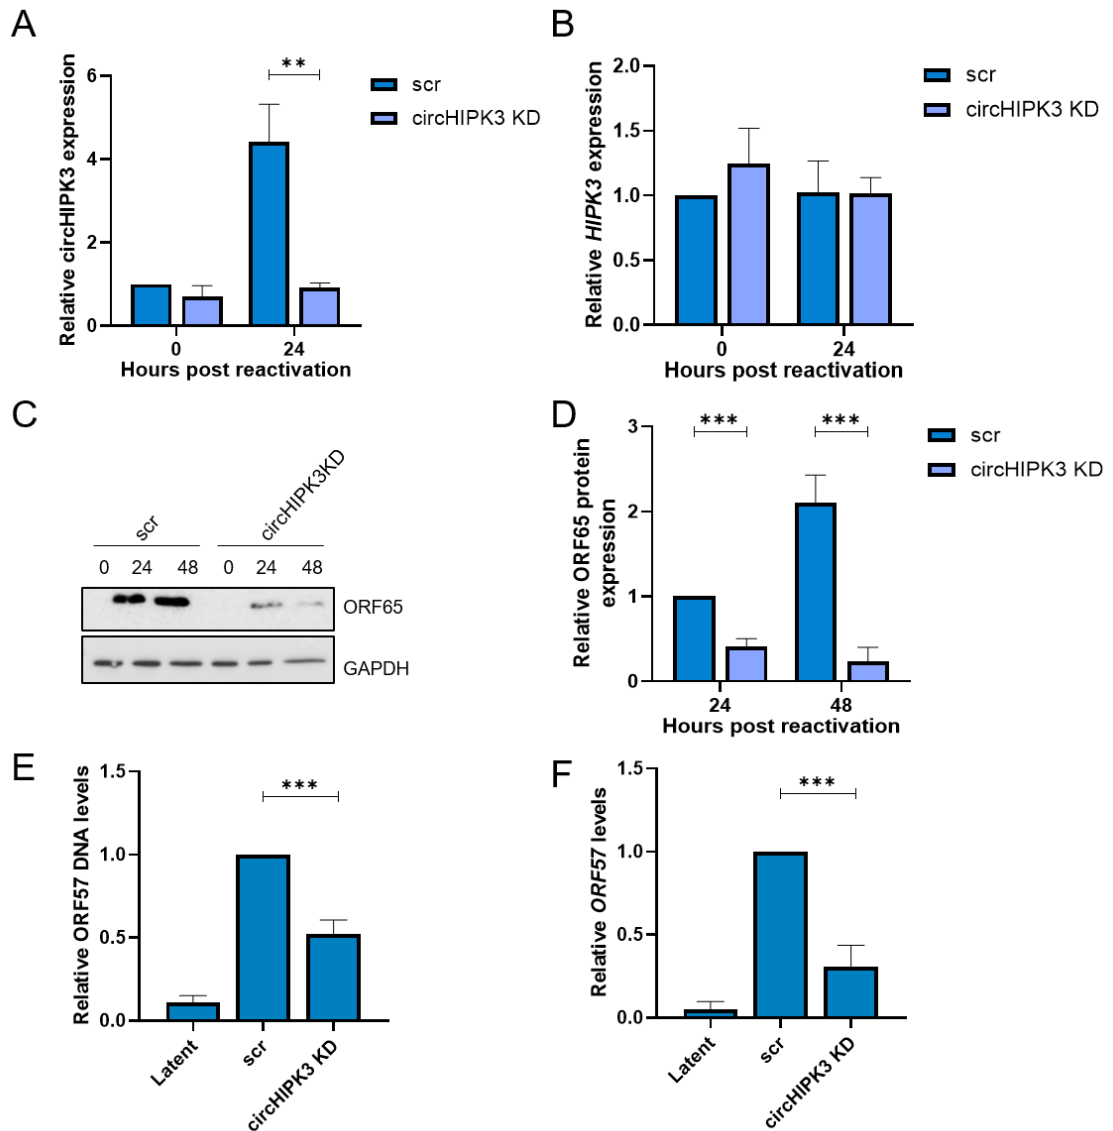 A
Relative circHIPK3 expression
6
4
2
0
**
scr
circHIPK3 KD
0 24
Hours post reactivation
B
Relative HIPK3 expression
2.0
1.5
1.0
0.5
0.0
scr
circHIPK3 KD
0 24
Hours post reactivation
C
scr circHIPK3KD
0 24 48 0 24 48
ORF65
GAPDH
D
Relative ORF65 protein
expression
3
2
1
0
*** ***
scr
circHIPK3 KD
24 48
Hours post reactivation
E
Relative ORF57 DNA levels
1.5
1.0
0.5
0.0
***
Latent
scr
circHIPK3 KD
F
Relative ORF57 levels
1.5
1.0
0.5
0.0
***
Latent
scr
circHIPK3 KD